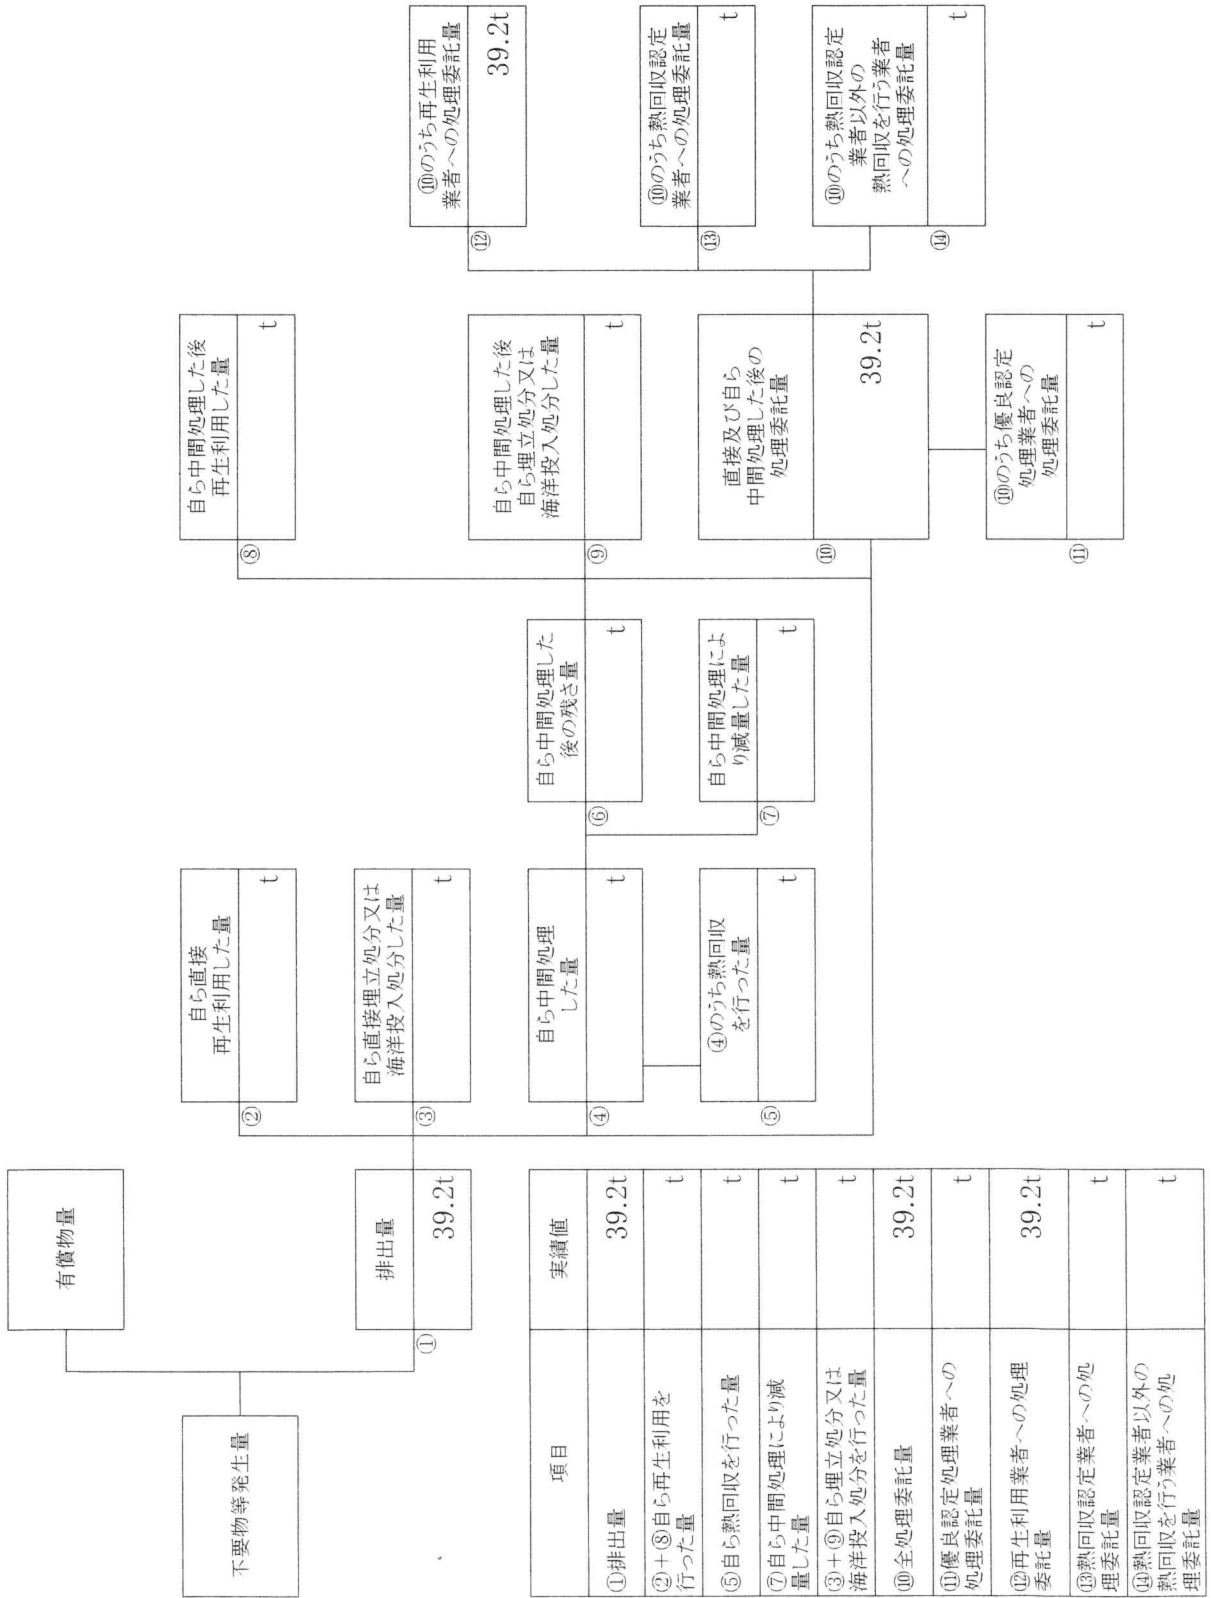 不要物等発生量
有償物量
①
排出量
39.2t
②
自ら直接
再生利用した量
t
③
自ら直接埋立処分又は
海洋投入処分した量
t
④
自ら中間処理
した量
t
⑤
④のうち熱回収
を行った量
t
⑥
自ら中間処理した
後の残さ量
t
⑦
自ら中間処理によ
り減量した量
t
⑧
自ら中間処理した後
再生利用した量
t
⑨
自ら中間処理した後
自ら埋立処分又は
海洋投入処分した量
t
⑩
直接及び自ら
中間処理した後の
処理委託量
39.2t
⑪
⑩のうち優良認定
処理業者への
処理委託量
t
⑫
⑩のうち再生利用
業者への処理委託量
39.2t
⑬
⑩のうち熱回収認定
業者への処理委託量
t
⑭
⑩のうち熱回収認定
業者以外の
熱回収を行う業者
への処理委託量
t
項目 実績値
①排出量 39.2t
②+⑧自ら再生利用を
行った量 t
⑤自ら熱回収を行った量 t
⑦自ら中間処理により減
量した量 t
③+⑨自ら埋立処分又は
海洋投入処分を行った量 t
⑩全処理委託量 39.2t
⑪優良認定処理業者への
処理委託量 t
⑫再生利用業者への処理
委託量 39.2t
⑬熱回収認定業者への処
理委託量 t
⑭熱回収認定業者以外の
熱回収を行う業者への処
理委託量 t